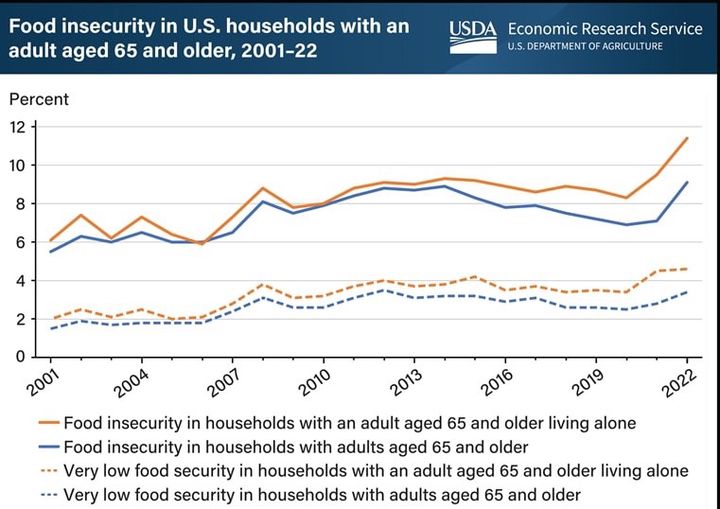 Food insecurity in U.S. households with an
adult aged 65 and older, 2001–22
USDA
Economic Research Service
U.S. DEPARTMENT OF AGRICULTURE
Percent
12
10
8
6
4
2
0
2001 2004 2007 2010 2013 2016 2019 2022
Food insecurity in households with an adult aged 65 and older living alone
Food insecurity in households with adults aged 65 and older
Very low food security in households with an adult aged 65 and older living alone
Very low food security in households with adults aged 65 and older